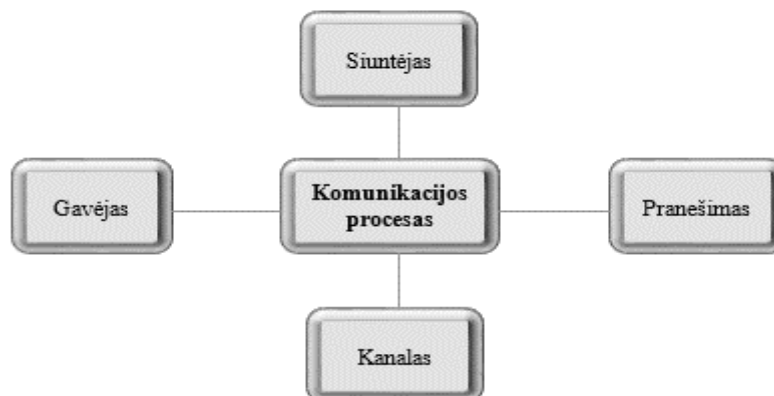 Siuntėjas
Gavėjas
Komunikacijos
procesas
Pranešimas
Kanalas